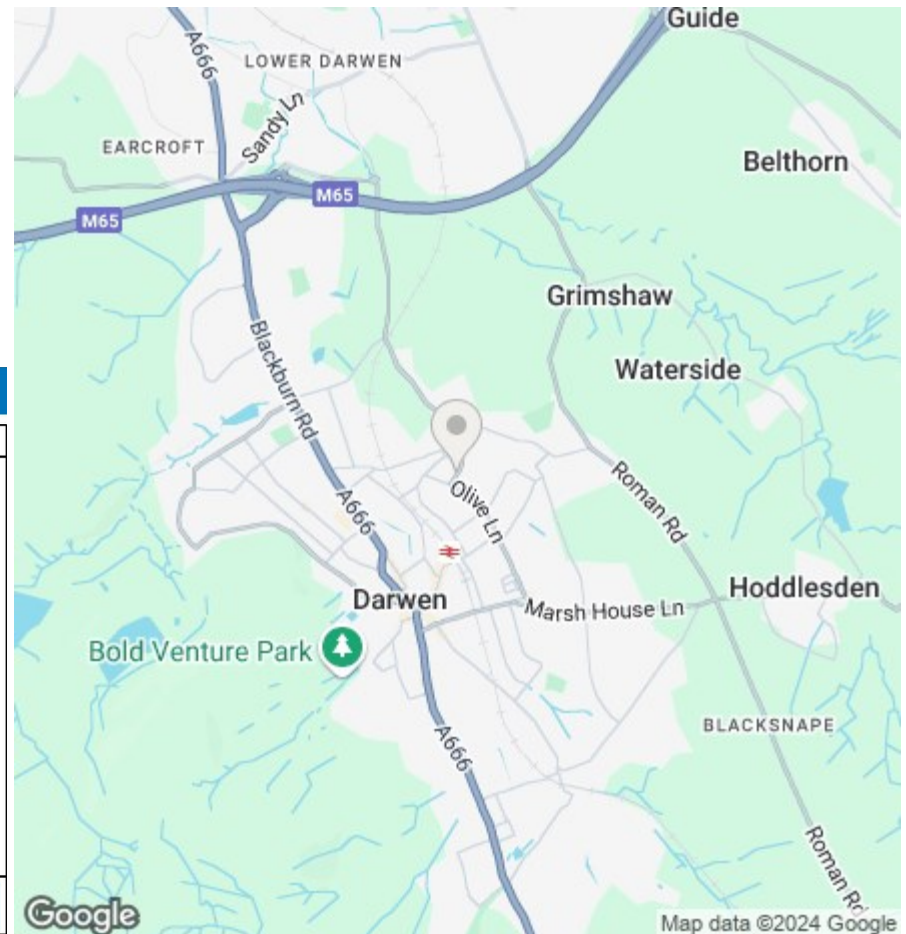 Guide
A666
LOWER DARWEN
Sandy Ln
EARCROFT
Belthorn
M65
M65
Grimshaw
Waterside
Blackburn Rd
Roman Rd
Olive Ln
A666
Hoddlesden
Darwen
Marsh House Ln
Bold Venture Park
BLACKSNAPE
A666
Roman Rd
Google
Map data ©2024 Google